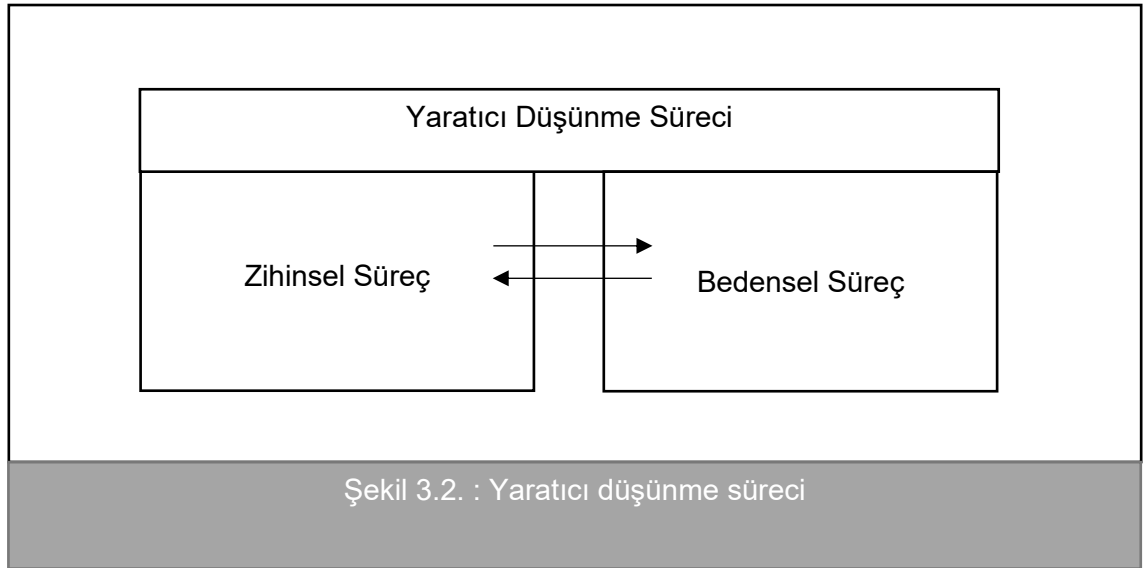 Yaratıcı Düşünme Süreci
Zihinsel Süreç
Bedensel Süreç
Şekil 3.2. : Yaratıcı düşünme süreci